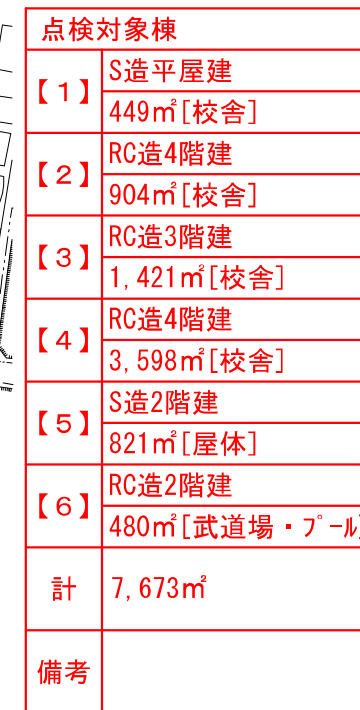 点検対象棟
【1】
S造平屋建
449㎡[校舎]
【2】
RC造4階建
904㎡[校舎]
【3】
RC造3階建
1,421㎡[校舎]
【4】
RC造4階建
3,598㎡[校舎]
【5】
S造2階建
821㎡[屋体]
【6】
RC造2階建
480㎡[武道場・プール]
計
7,673㎡
備考